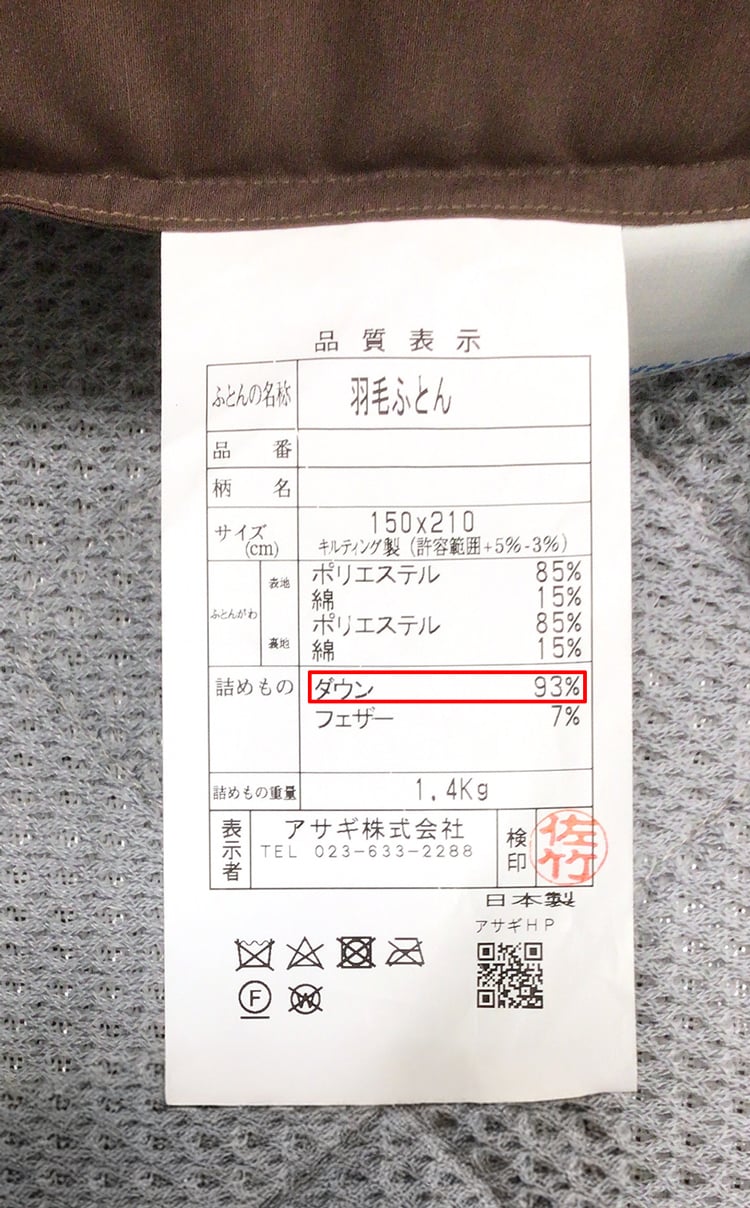 品質表示
ふとんの名称 羽毛ふとん
品番
柄名
サイズ(cm) 150x210
キルティング製(許容範囲+5%-3%)
ふとんがわ 表地 ポリエステル 85%
綿 15%
裏地 ポリエステル 85%
綿 15%
詰めもの ダウン 93%
フェザー 7%
詰めもの重量 1.4Kg
表示者 アサギ株式会社
TEL 023-633-2288
検印 佐竹
日本製
アサギHP
F
W